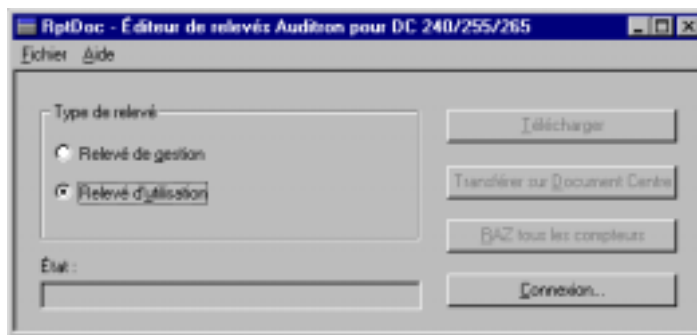 RptDoc - Éditeur de relevés Auditron pour DC 240/255/265
Fichier Aide
Type de relevé
Relevé de gestion
Relevé d'utilisation
Télécharger
Transférer sur Document Centre
RAZ tous les compteurs
État :
Connexion...